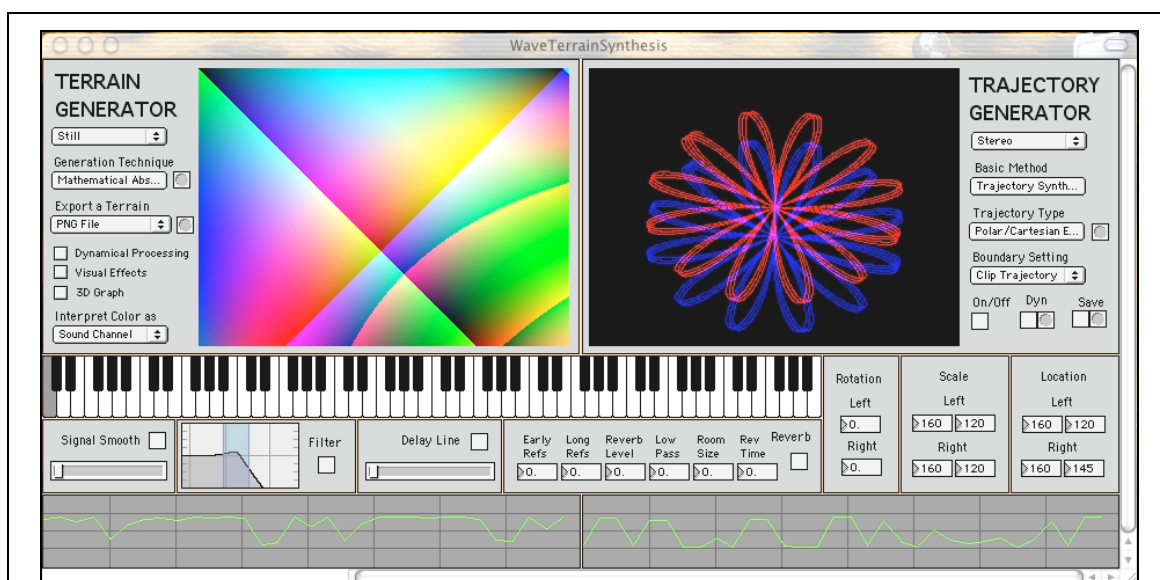 WaveTerrainSynthesis
TERRAIN
GENERATOR
Still
Generation Technique
Mathematical Abs...
Export a Terrain
PNG File
Dynamical Processing
Visual Effects
3D Graph
Interpret Color as
Sound Channel
TRAJECTORY
GENERATOR
Stereo
Basic Method
Trajectory Synth...
Trajectory Type
Polar/Cartesian E...
Boundary Setting
Clip Trajectory
On/Off Dyn Save
Signal Smooth
Filter
Delay Line
Early Long Reverb Low Room Rev Reverb
Refs Refs Level Pass Size Time
0. 0. 0. 0. 0. 0.
Rotation
Left
0.
Right
0.
Scale
Left
160 120
Right
160 120
Location
Left
160 120
Right
160 145